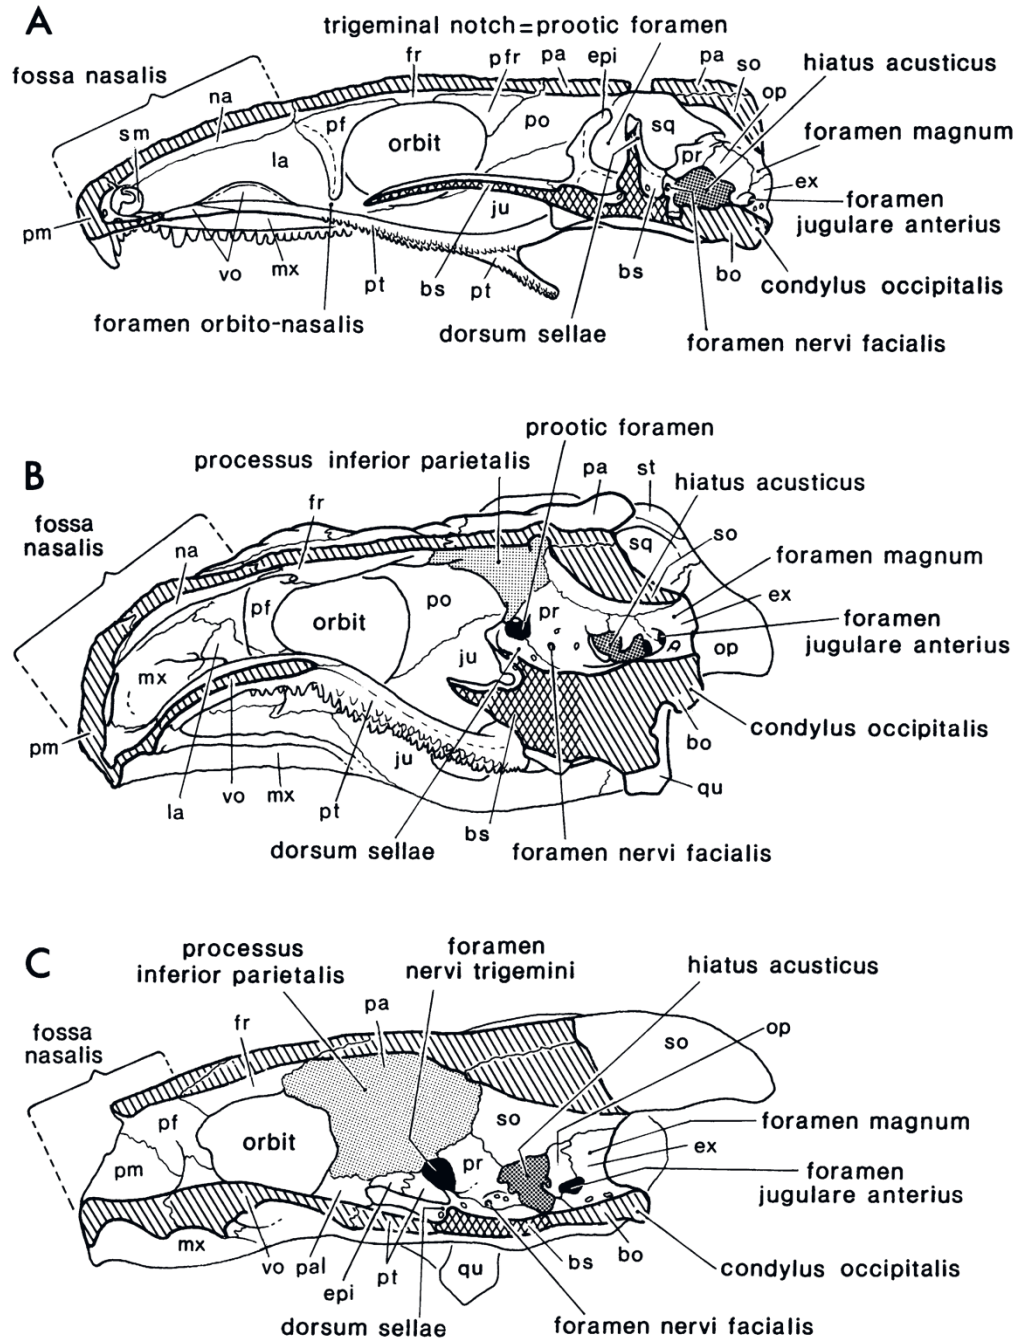 A
trigeminal notch=prootic foramen
fossa nasalis
na
sm
fr
pfr
pa
epi
pa
so
hiatus acusticus
op
foramen magnum
pf
orbit
po
sq
pr
la
ex
foramen
jugulare anterius
pm
vo
mx
pt
bs
pt
ju
bs
bo
condylus occipitalis
foramen orbito-nasalis
dorsum sellae
foramen nervi facialis
B
prootic foramen
processus inferior parietalis
pa
st
hiatus acusticus
fossa
nasalis
na
fr
sq
so
foramen magnum
pf
orbit
po
pr
ex
foramen
jugulare anterius
mx
ju
op
pm
condylus occipitalis
bo
ju
la
vo
mx
pt
bs
qu
dorsum sellae
foramen nervi facialis
C
processus
inferior parietalis
foramen
nervi trigemini
hiatus acusticus
fossa
nasalis
fr
pa
so
op
pf
orbit
so
foramen magnum
pm
pr
ex
foramen
jugulare anterius
mx
vo
pal
epi
pt
qu
bs
bo
condylus occipitalis
dorsum sellae
foramen nervi facialis